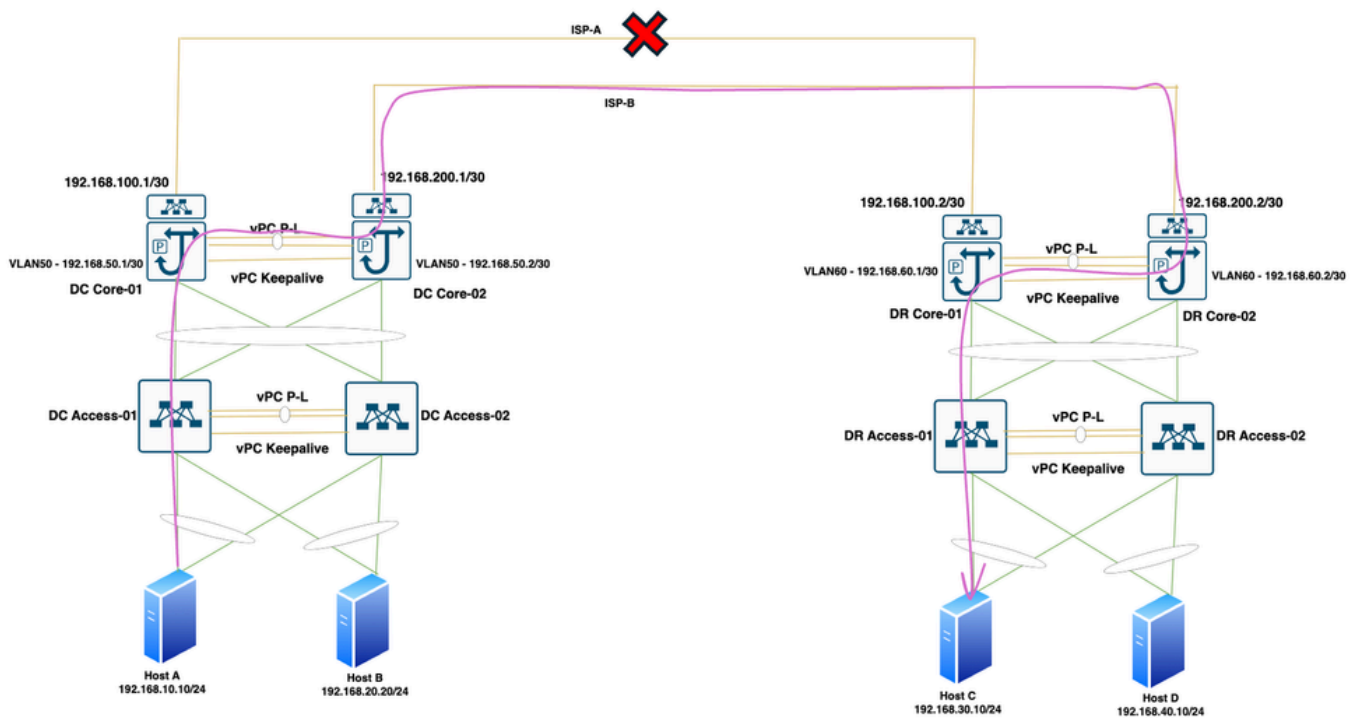 ISP-A
ISP-B
192.168.100.1/30
192.168.200.1/30
192.168.100.2/30
192.168.200.2/30
P
vPC P-L
P
P
vPC P-L
P
VLAN50 - 192.168.50.1/30
vPC Keepalive
VLAN50 - 192.168.50.2/30
VLAN60 - 192.168.60.1/30
vPC Keepalive
VLAN60 - 192.168.60.2/30
DC Core-01
DC Core-02
DR Core-01
DR Core-02
DC Access-01
vPC P-L
DC Access-02
vPC Keepalive
DR Access-01
vPC P-L
DR Access-02
vPC Keepalive
Host A
192.168.10.10/24
Host B
192.168.20.20/24
Host C
192.168.30.10/24
Host D
192.168.40.10/24